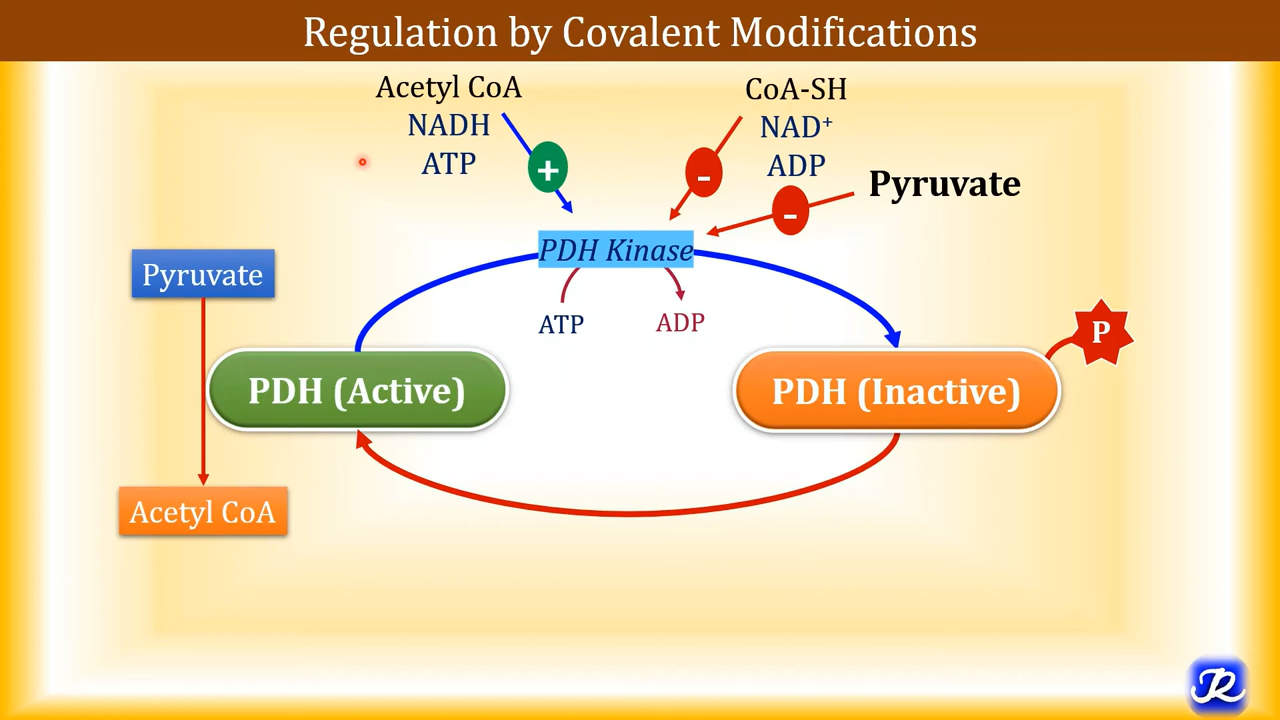 Regulation by Covalent Modifications
Acetyl CoA
NADH
ATP
+
CoA-SH
NAD⁺
ADP
-
Pyruvate
-
PDH Kinase
ATP
ADP
Pyruvate
P
PDH (Active)
PDH (Inactive)
Acetyl CoA
JR